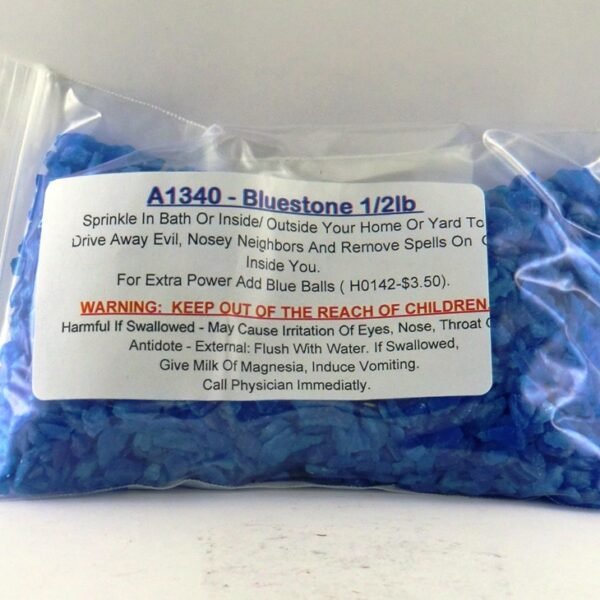 A1340 - Bluestone 1/2lb
Sprinkle In Bath Or Inside/ Outside Your Home Or Yard To
Drive Away Evil, Nosey Neighbors And Remove Spells On
Inside You.
For Extra Power Add Blue Balls ( H0142-$3.50).
WARNING: KEEP OUT OF THE REACH OF CHILDREN
Harmful If Swallowed - May Cause Irritation Of Eyes, Nose, Throat
Antidote - External: Flush With Water. If Swallowed,
Give Milk Of Magnesia, Induce Vomiting.
Call Physician Immediatly.